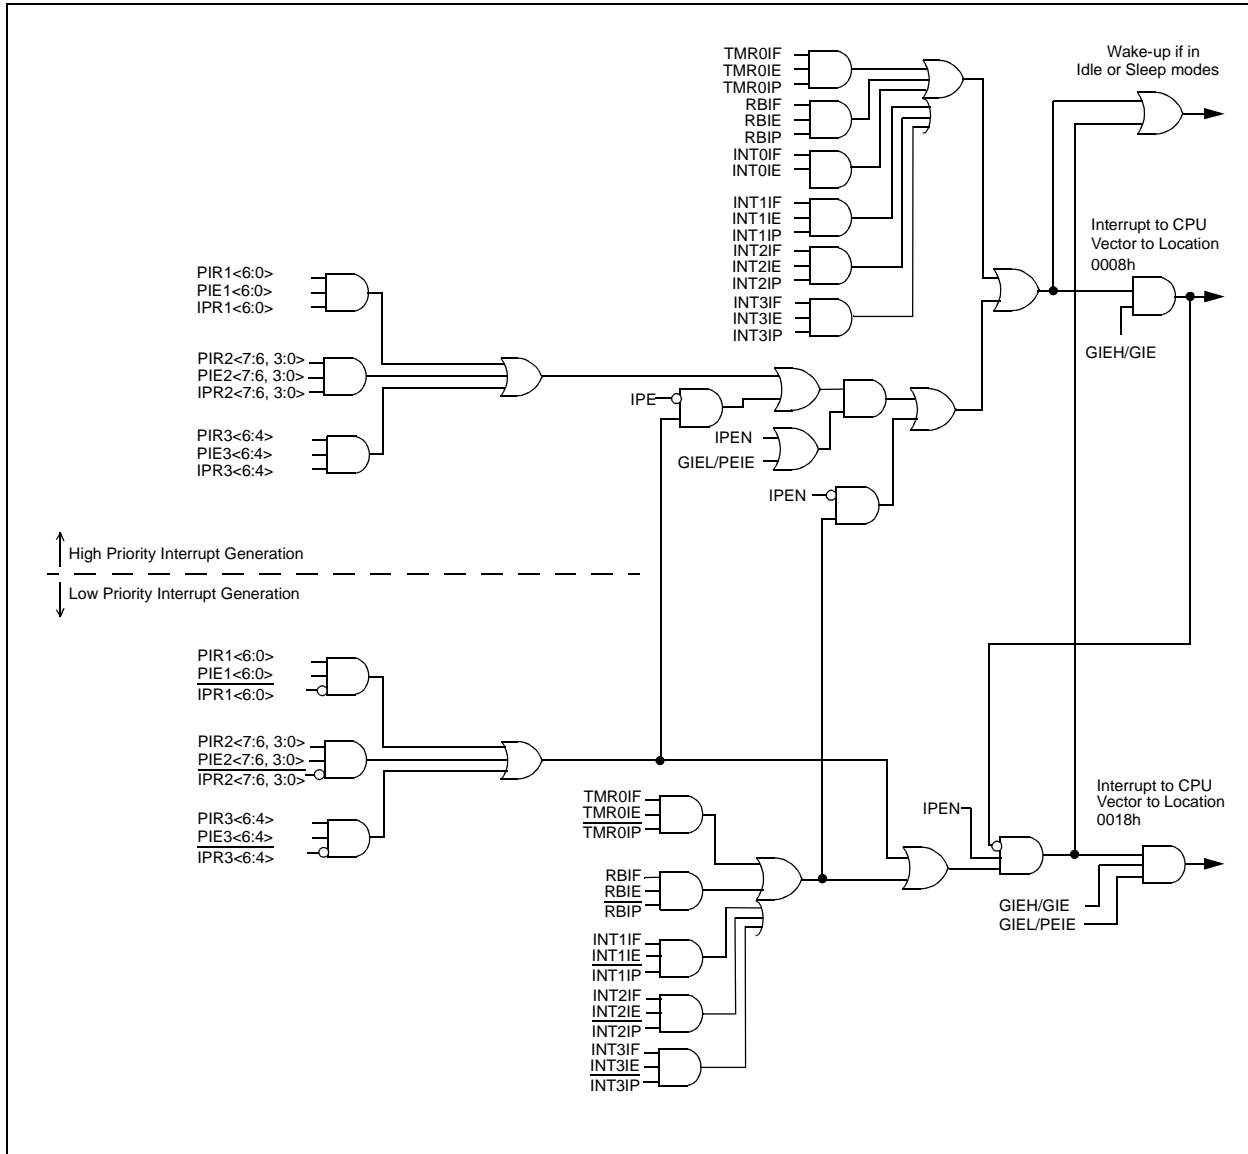 TMR0IF
TMR0IE
TMR0IP
RBIF
RBIE
RBIP
INT0IF
INT0IE
INT1IF
INT1IE
INT1IP
INT2IF
INT2IE
INT2IP
INT3IF
INT3IE
INT3IP
Wake-up if in
Idle or Sleep modes
Interrupt to CPU
Vector to Location
0008h
GIEH/GIE
PIR1<6:0>
PIE1<6:0>
IPR1<6:0>
PIR2<7:6, 3:0>
PIE2<7:6, 3:0>
IPR2<7:6, 3:0>
PIR3<6:4>
PIE3<6:4>
IPR3<6:4>
IPE
IPEN
GIEL/PEIE
IPEN
High Priority Interrupt Generation
Low Priority Interrupt Generation
PIR1<6:0>
PIE1<6:0>
IPR1<6:0>
PIR2<7:6, 3:0>
PIE2<7:6, 3:0>
IPR2<7:6, 3:0>
PIR3<6:4>
PIE3<6:4>
IPR3<6:4>
TMR0IF
TMR0IE
TMR0IP
RBIF
RBIE
RBIP
INT1IF
INT1IE
INT1IP
INT2IF
INT2IE
INT2IP
INT3IF
INT3IE
INT3IP
IPEN
Interrupt to CPU
Vector to Location
0018h
GIEH/GIE
GIEL/PEIE